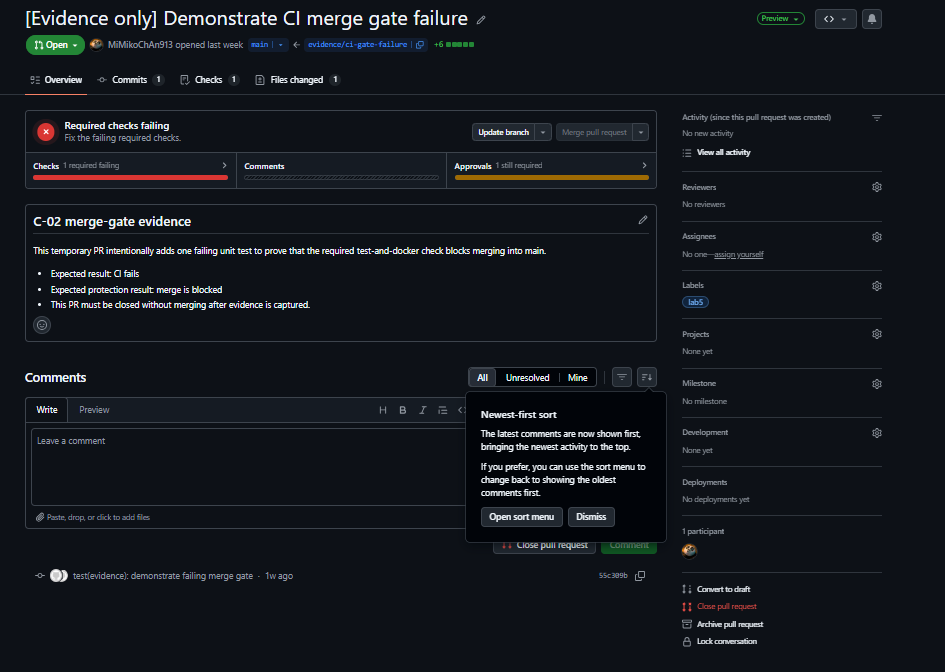 [Evidence only] Demonstrate CI merge gate failure
Preview
Open
MiMikoChAn913 opened last week
main
evidence/ci-gate-failure
+6
Overview
Commits 1
Checks 1
Files changed 1
Required checks failing
Fix the failing required checks.
Update branch
Merge pull request
Checks 1 required failing
Comments
Approvals 1 still required
C-02 merge-gate evidence
This temporary PR intentionally adds one failing unit test to prove that the required test-and-docker check blocks merging into main.
• Expected result: CI fails
• Expected protection result: merge is blocked
• This PR must be closed without merging after evidence is captured.
Comments
All
Unresolved
Mine
Write
Preview
Leave a comment
Paste, drop, or click to add files
Newest-first sort
The latest comments are now shown first,
bringing the newest activity to the top.
If you prefer, you can use the sort menu to
change back to showing the oldest
comments first.
Open sort menu
Dismiss
Close pull request
Comment
test(evidence): demonstrate failing merge gate · 1w ago
55c309b
Activity (since this pull request was created)
No new activity
View all activity
Reviewers
No reviewers
Assignees
No one—assign yourself
Labels
lab5
Projects
None yet
Milestone
No milestone
Development
None yet
Deployments
No deployments yet
1 participant
Convert to draft
Close pull request
Archive pull request
Lock conversation